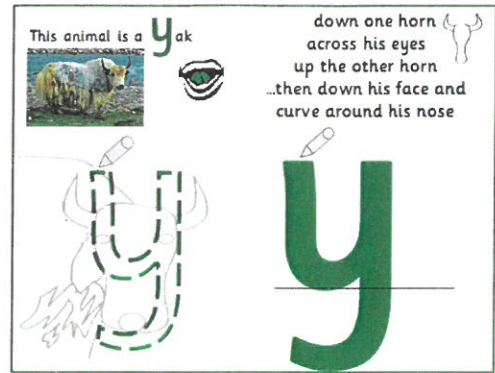 This animal is a yak
down one horn
across his eyes
up the other horn
...then down his face and
curve around his nose
y
y